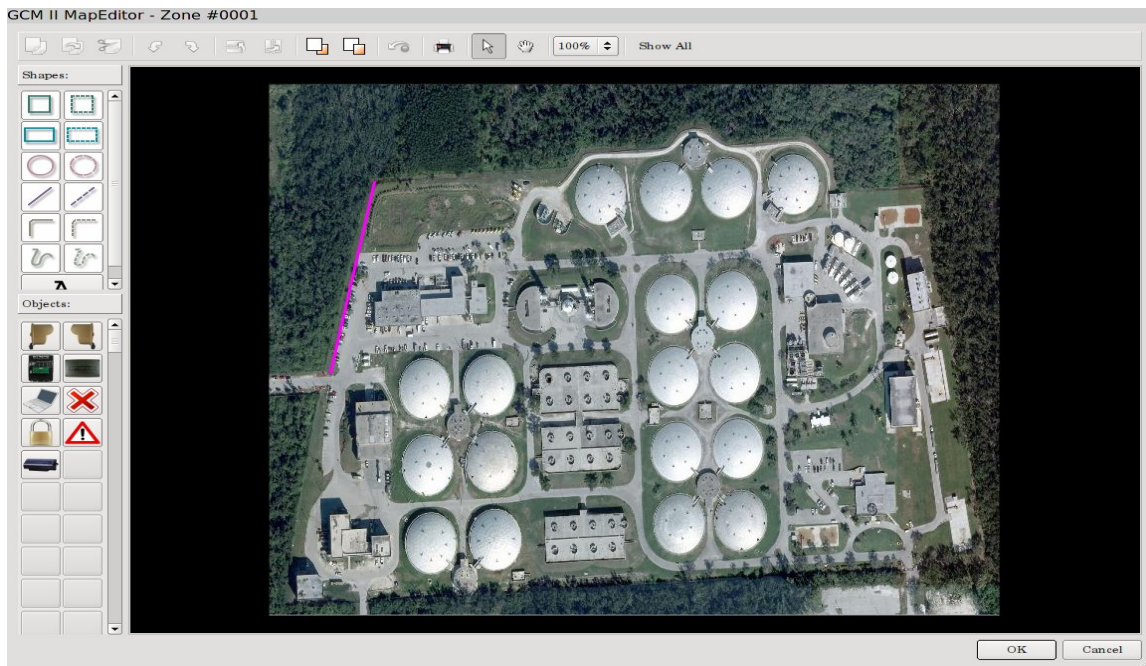 GCM II MapEditor - Zone #0001
100%
Show All
Shapes:
A
Objects:
OK
Cancel